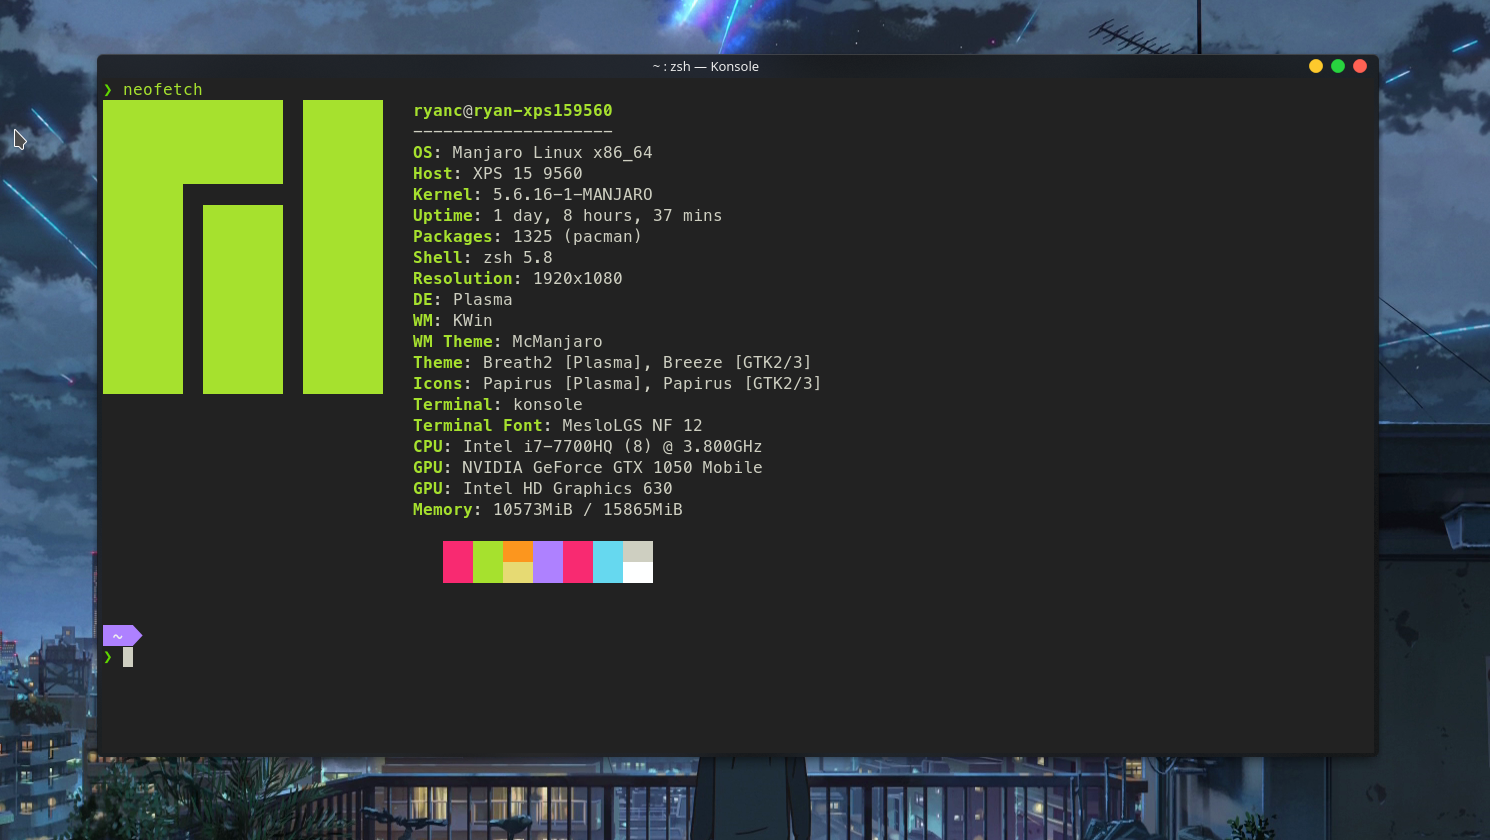 ~ : zsh — Konsole
❯ neofetch
ryanc@ryan-xps159560
--------------------
OS: Manjaro Linux x86_64
Host: XPS 15 9560
Kernel: 5.6.16-1-MANJARO
Uptime: 1 day, 8 hours, 37 mins
Packages: 1325 (pacman)
Shell: zsh 5.8
Resolution: 1920x1080
DE: Plasma
WM: KWin
WM Theme: McManjaro
Theme: Breath2 [Plasma], Breeze [GTK2/3]
Icons: Papirus [Plasma], Papirus [GTK2/3]
Terminal: konsole
Terminal Font: MesloLGS NF 12
CPU: Intel i7-7700HQ (8) @ 3.800GHz
GPU: NVIDIA GeForce GTX 1050 Mobile
GPU: Intel HD Graphics 630
Memory: 10573MiB / 15865MiB
~
❯